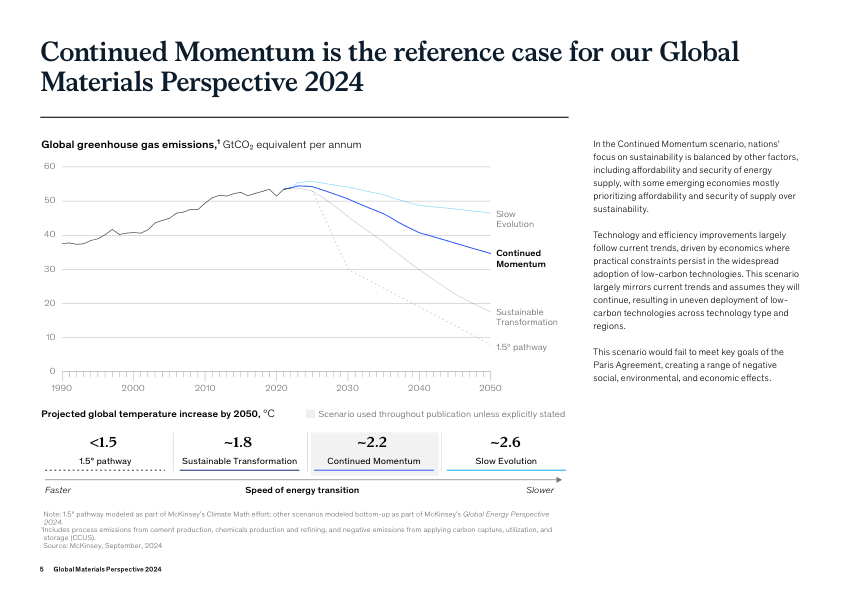 Continued Momentum is the reference case for our Global
Materials Perspective 2024
Global greenhouse gas emissions,¹ GtCO₂ equivalent per annum
60
50
40
30
20
10
0
1990
2000
2010
2020
2030
2040
2050
Slow
Evolution
Continued
Momentum
Sustainable
Transformation
1.5° pathway
In the Continued Momentum scenario, nations'
focus on sustainability is balanced by other factors,
including affordability and security of energy
supply, with some emerging economies mostly
prioritizing affordability and security of supply over
sustainability.
Technology and efficiency improvements largely
follow current trends, driven by economics where
practical constraints persist in the widespread
adoption of low-carbon technologies. This scenario
largely mirrors current trends and assumes they will
continue, resulting in uneven deployment of low-
carbon technologies across technology type and
regions.
This scenario would fail to meet key goals of the
Paris Agreement, creating a range of negative
social, environmental, and economic effects.
Projected global temperature increase by 2050, °C
Scenario used throughout publication unless explicitly stated
<1.5
1.5° pathway
~1.8
Sustainable Transformation
~2.2
Continued Momentum
~2.6
Slow Evolution
Faster
Speed of energy transition
Slower
Note: 1.5° pathway modeled as part of McKinsey's Climate Math effort; other scenarios modeled bottom-up as part of McKinsey's Global Energy Perspective
2024.
¹Includes process emissions from cement production, chemicals production and refining, and negative emissions from applying carbon capture, utilization, and
storage (CCUS).
Source: McKinsey, September, 2024
5 Global Materials Perspective 2024